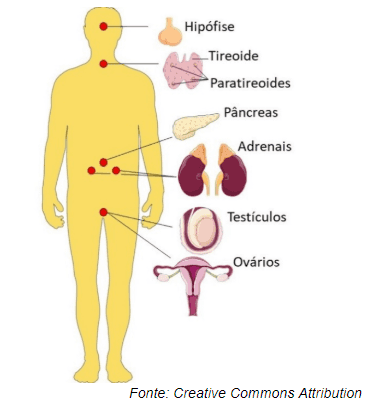 Hipófise
Tireoide
Paratireoides
Pâncreas
Adrenais
Testículos
Ovários
Fonte: Creative Commons Attribution